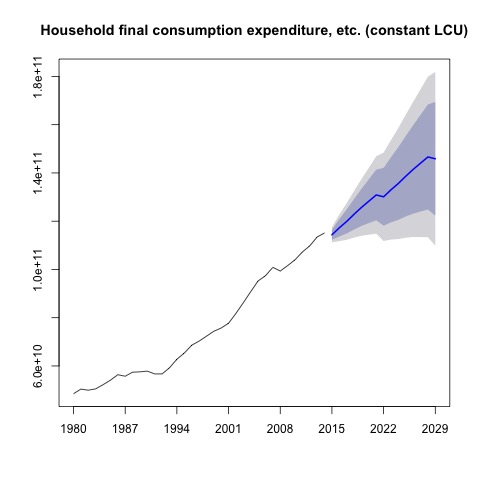 Household final consumption expenditure, etc. (constant LCU)
1.8e+11
1.4e+11
1.0e+11
6.0e+10
1980 1987 1994 2001 2008 2015 2022 2029